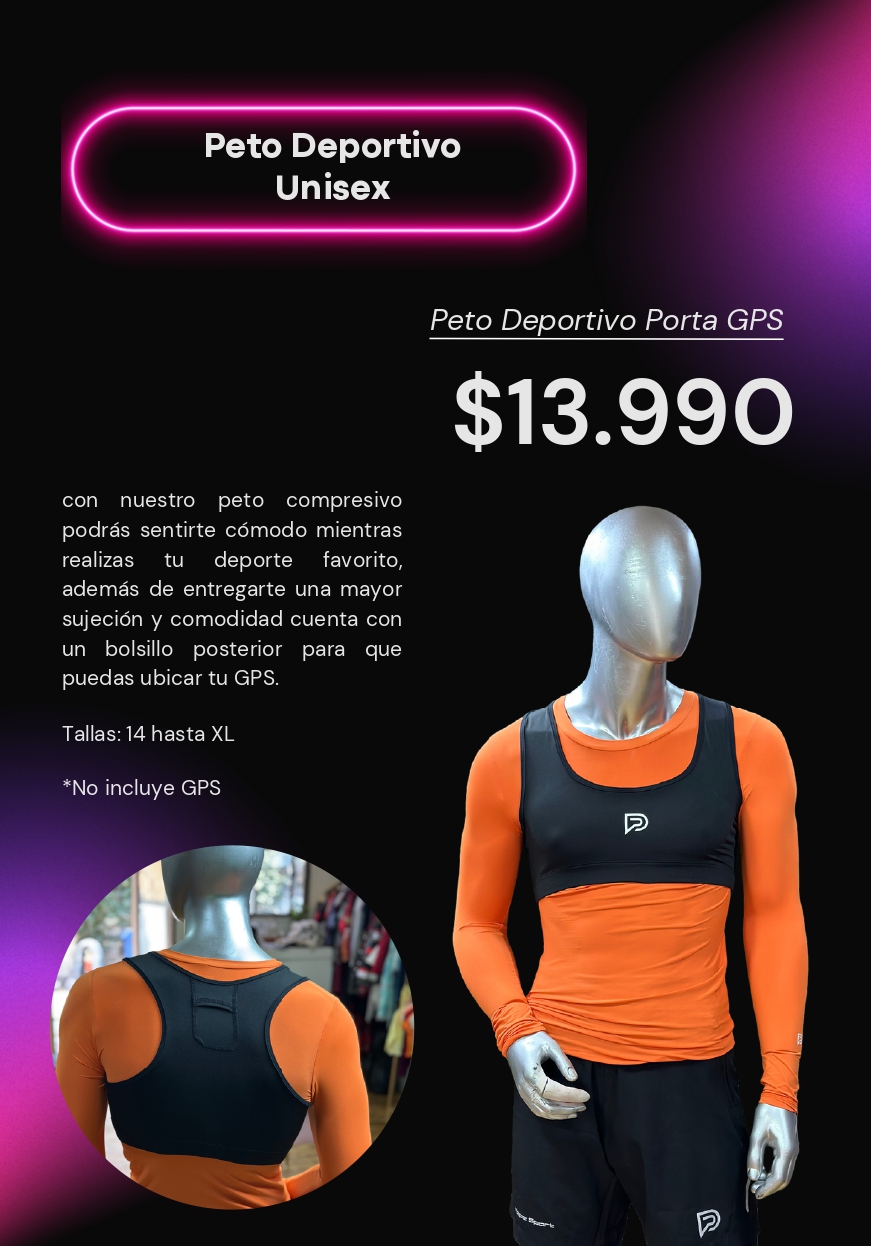 Peto Deportivo
Unisex
Peto Deportivo Porta GPS
$13.990
con nuestro peto compresivo
podrás sentirte cómodo mientras
realizas tu deporte favorito,
además de entregarte una mayor
sujeción y comodidad cuenta con
un bolsillo posterior para que
puedas ubicar tu GPS.
Tallas: 14 hasta XL
*No incluye GPS